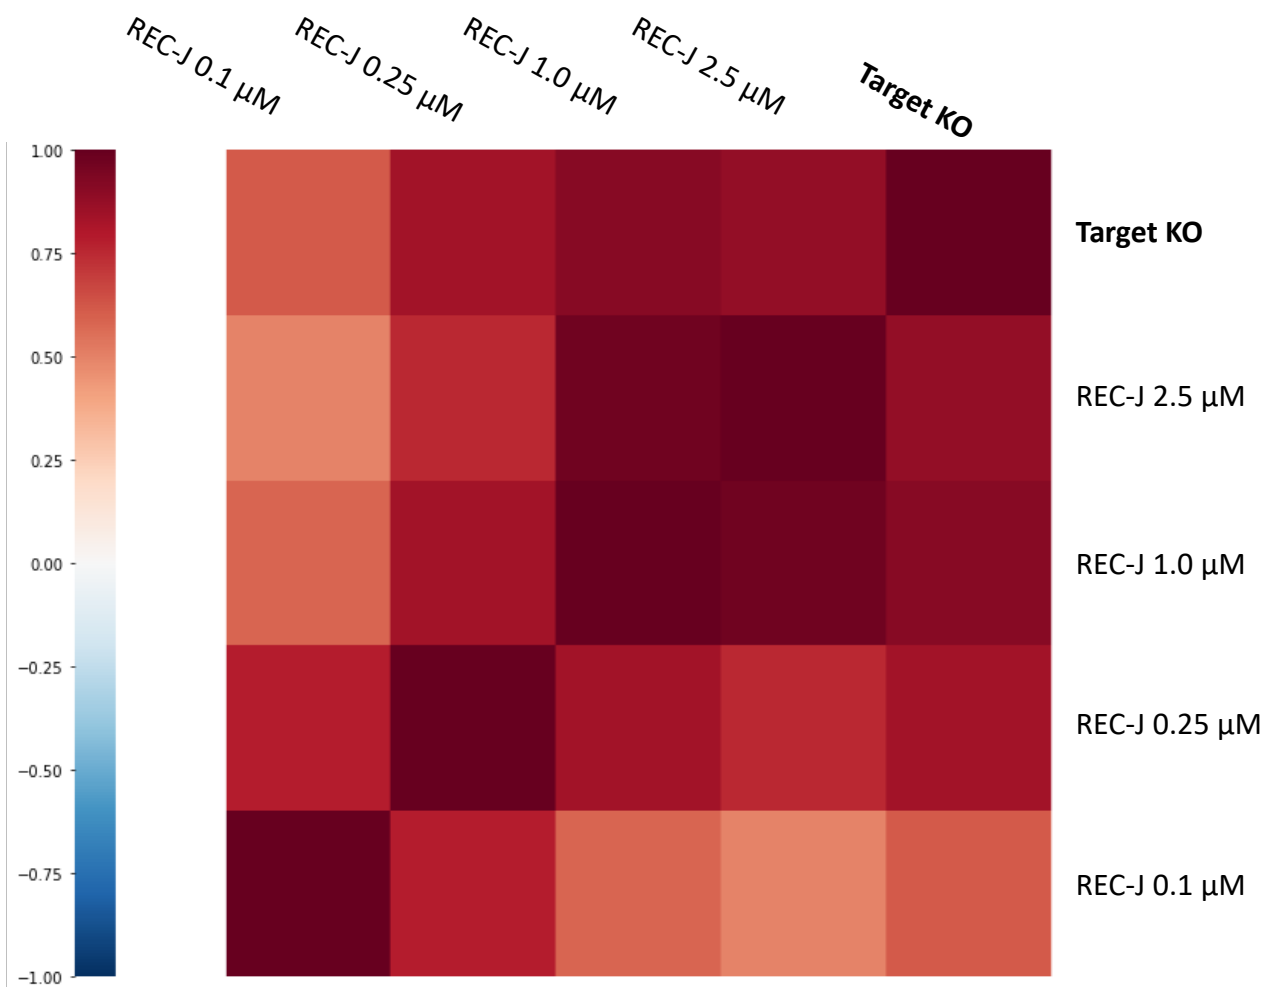 REC-J 0.1 µM
REC-J 0.25 µM
REC-J 1.0 µM
REC-J 2.5 µM
Target KO
1.00
0.75
0.50
0.25
0.00
−0.25
−0.50
−0.75
−1.00
Target KO
REC-J 2.5 µM
REC-J 1.0 µM
REC-J 0.25 µM
REC-J 0.1 µM